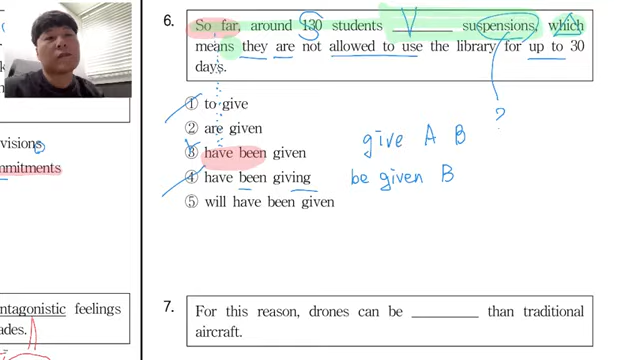 6.
So far, around 130 students ________ suspensions, which
means they are not allowed to use the library for up to 30
days.
?
① to give
② are given
③ have been given
④ have been giving
⑤ will have been given
give A B
be given B
visions
mmitments
ntagonistic feelings
ades.
A
7.
For this reason, drones can be ________ than traditional
aircraft.